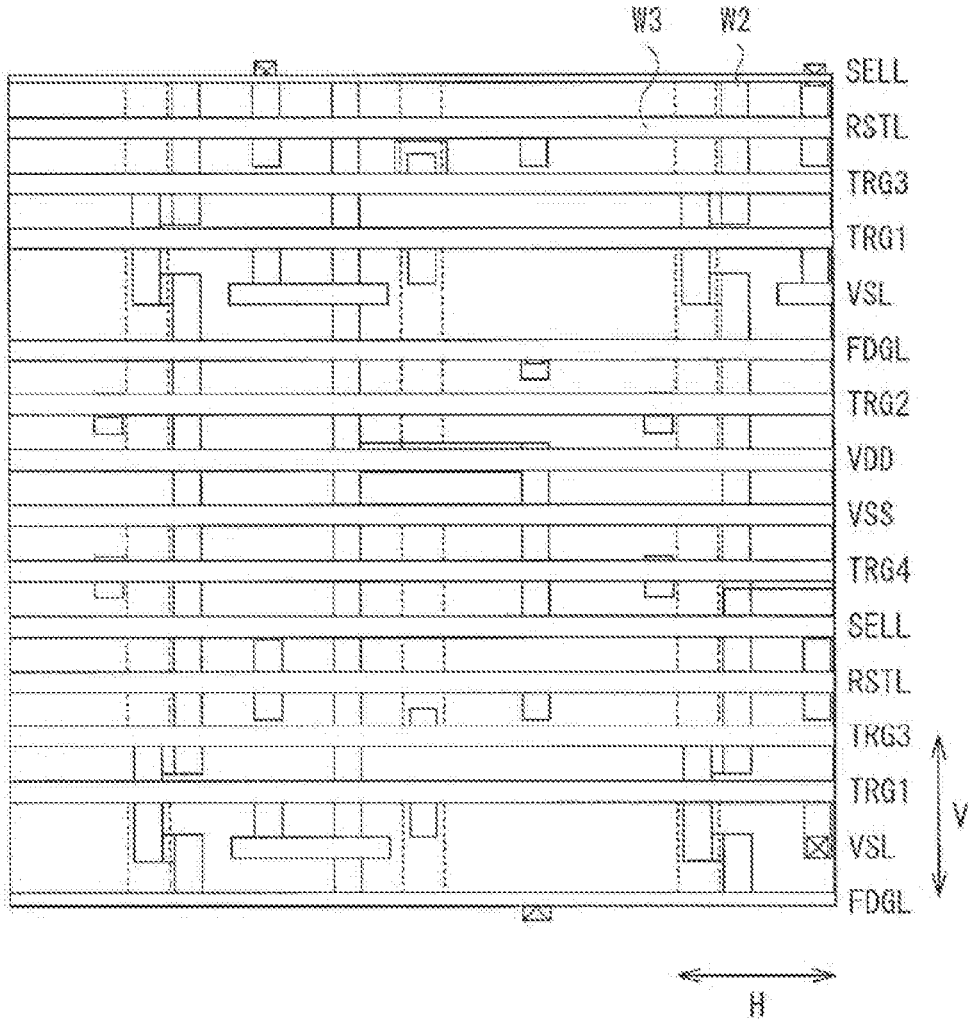 W3 W2
SELL
RSTL
TRG3
TRG1
VSL
FDGL
TRG2
VDD
VSS
TRG4
SELL
RSTL
TRG3
TRG1
V
VSL
FDGL
H